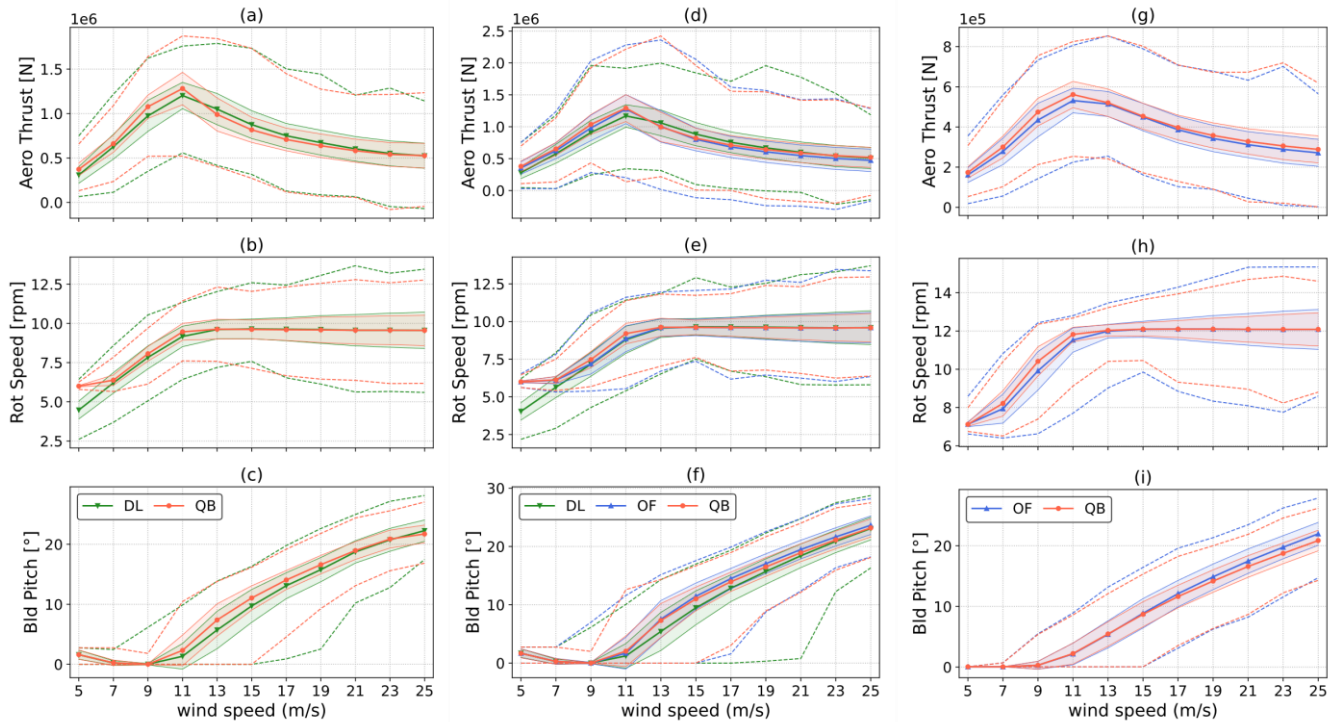 (a) (d) (g)
1e6 1e6 1e5
Aero Thrust [N]
1.5
1.0
0.5
0.0
Aero Thrust [N]
2.5
2.0
1.5
1.0
0.5
0.0
Aero Thrust [N]
8
6
4
2
0
(b) (e) (h)
Rot Speed [rpm]
12.5
10.0
7.5
5.0
2.5
Rot Speed [rpm]
12.5
10.0
7.5
5.0
2.5
Rot Speed [rpm]
14
12
10
8
6
(c) (f) (i)
Bld Pitch [°]
20
10
0
DL QB
Bld Pitch [°]
30
20
10
0
DL OF QB
Bld Pitch [°]
30
20
10
0
OF QB
5 7 9 11 13 15 17 19 21 23 25
5 7 9 11 13 15 17 19 21 23 25
5 7 9 11 13 15 17 19 21 23 25
wind speed (m/s) wind speed (m/s) wind speed (m/s)